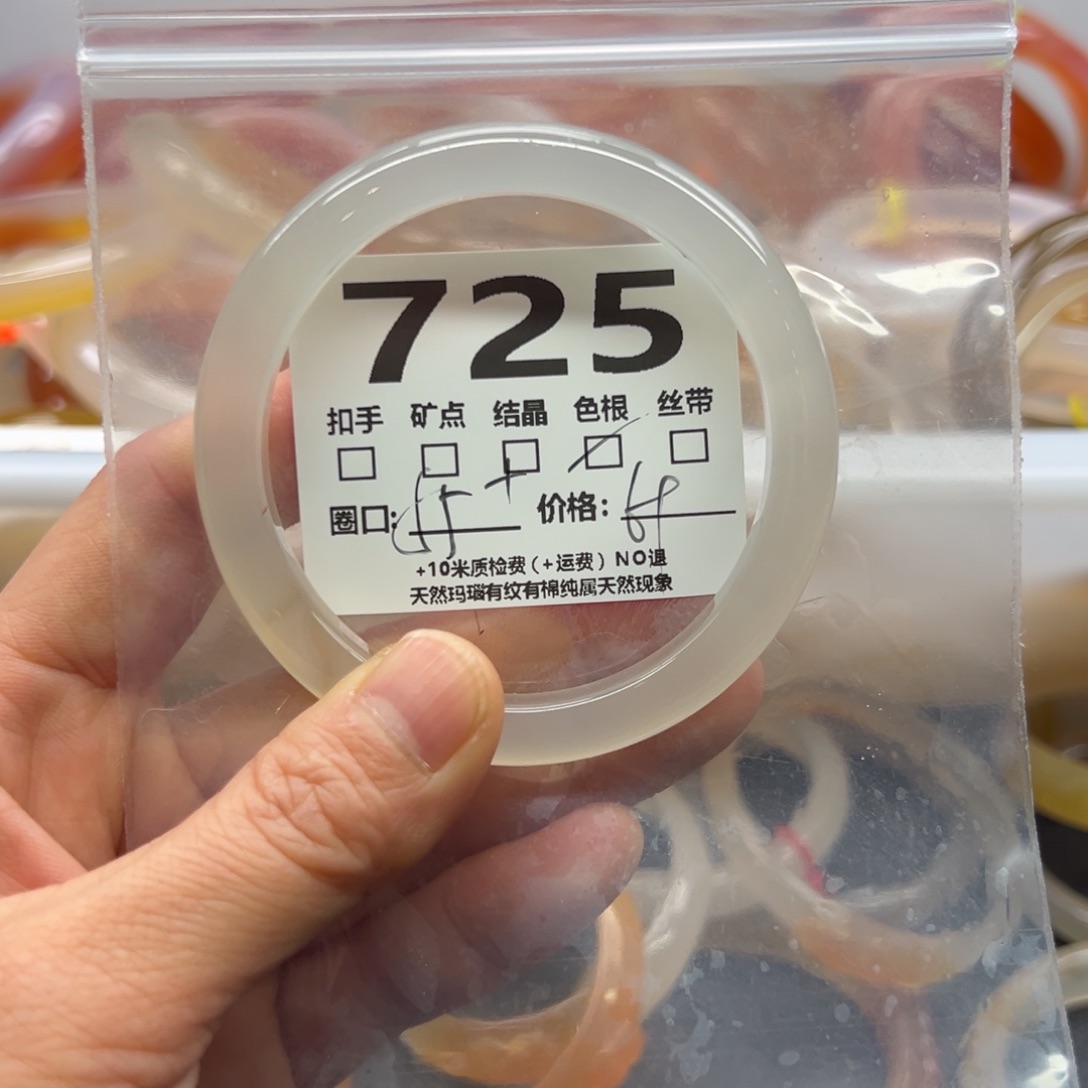 725
扣手 矿点 结晶 色根 丝带
圈口: 65+ 价格:
+10米质检费(+运费) NO退
天然玛瑙有纹有棉纯属天然现象